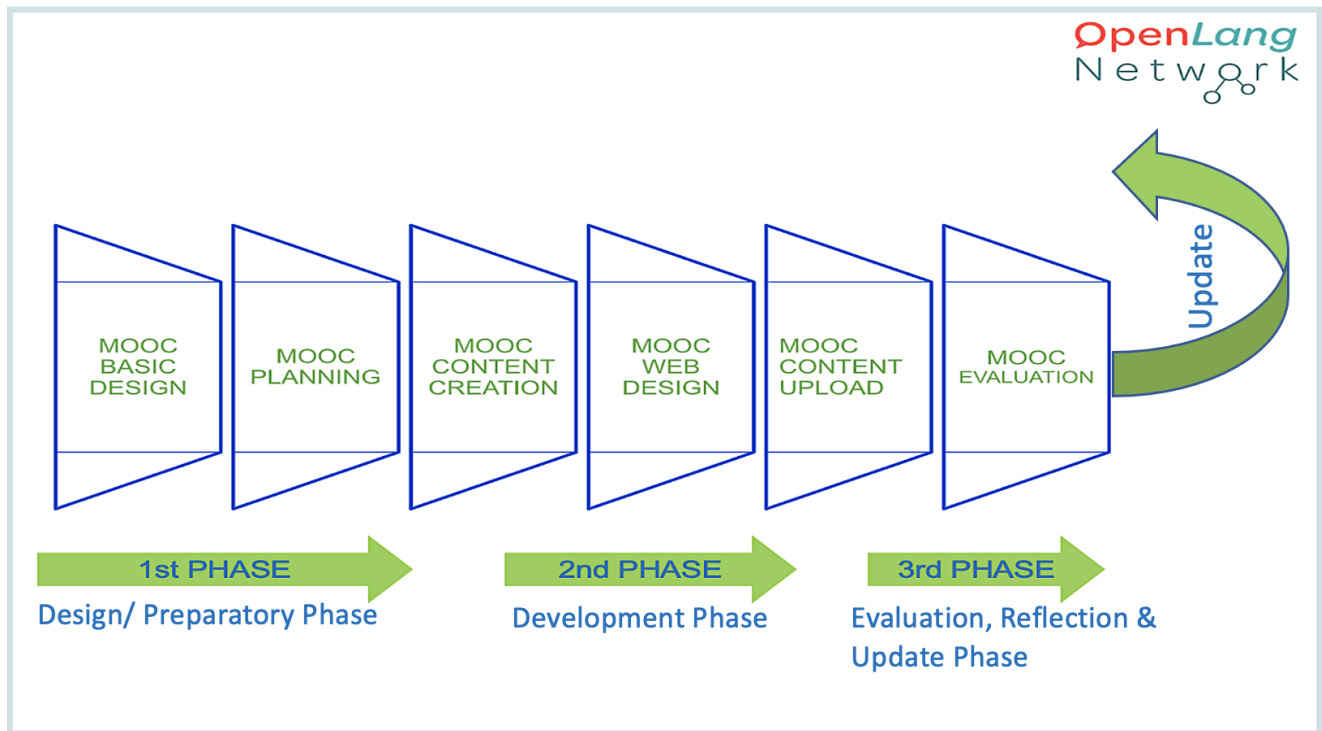 OpenLang
Network
Update
MOOC
BASIC
DESIGN
MOOC
PLANNING
MOOC
CONTENT
CREATION
MOOC
WEB
DESIGN
MOOC
CONTENT
UPLOAD
MOOC
EVALUATION
1st PHASE
Design/ Preparatory Phase
2nd PHASE
Development Phase
3rd PHASE
Evaluation, Reflection &
Update Phase